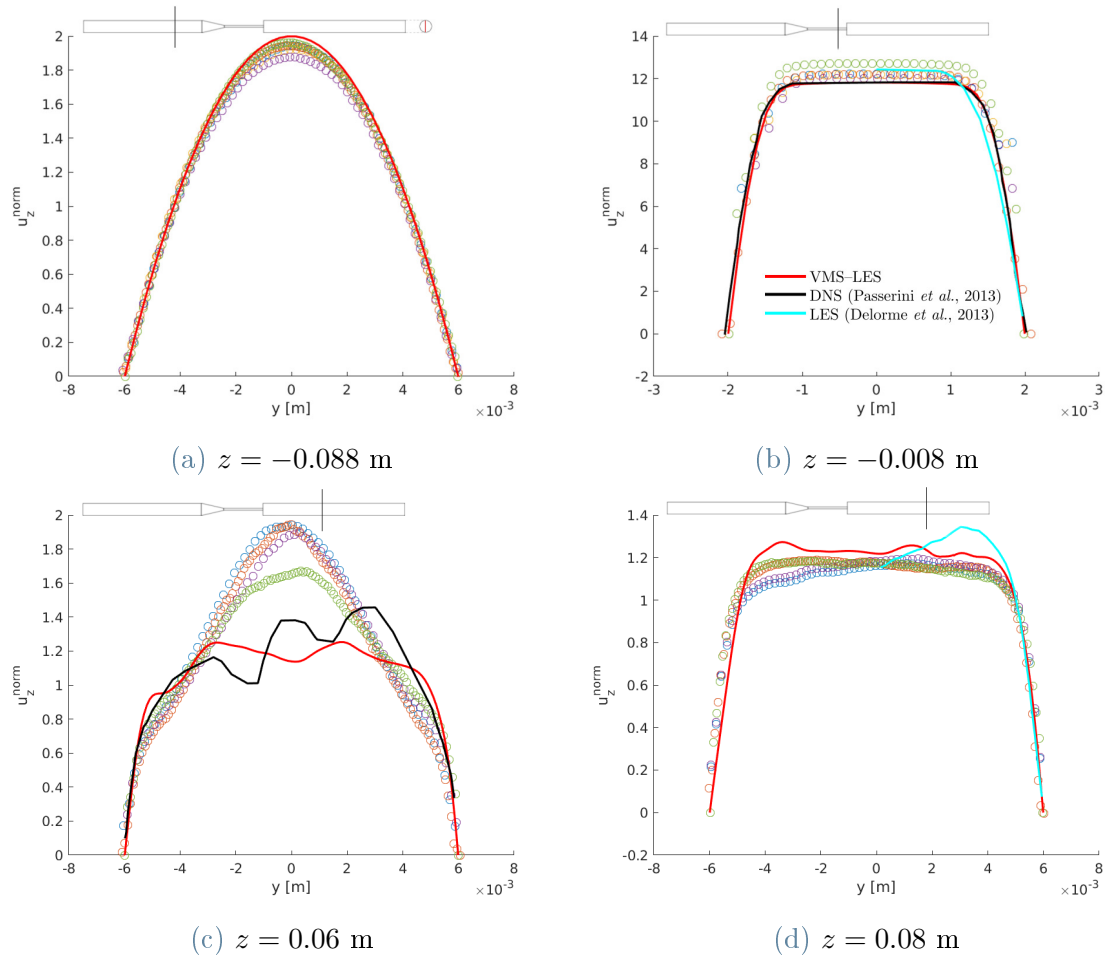 2
1.8
1.6
1.4
1.2
1
0.8
0.6
0.4
0.2
0
u_z^norm
-8 -6 -4 -2 0 2 4 6 8
y [m] ×10^-3
(a) z = −0.088 m
14
12
10
8
6
4
2
0
-2
u_z^norm
VMS–LES
DNS (Passerini et al., 2013)
LES (Delorme et al., 2013)
-3 -2 -1 0 1 2 3
y [m] ×10^-3
(b) z = −0.008 m
2
1.8
1.6
1.4
1.2
1
0.8
0.6
0.4
0.2
0
u_z^norm
-8 -6 -4 -2 0 2 4 6 8
y [m] ×10^-3
(c) z = 0.06 m
1.4
1.2
1
0.8
0.6
0.4
0.2
0
-0.2
u_z^norm
-8 -6 -4 -2 0 2 4 6 8
y [m] ×10^-3
(d) z = 0.08 m